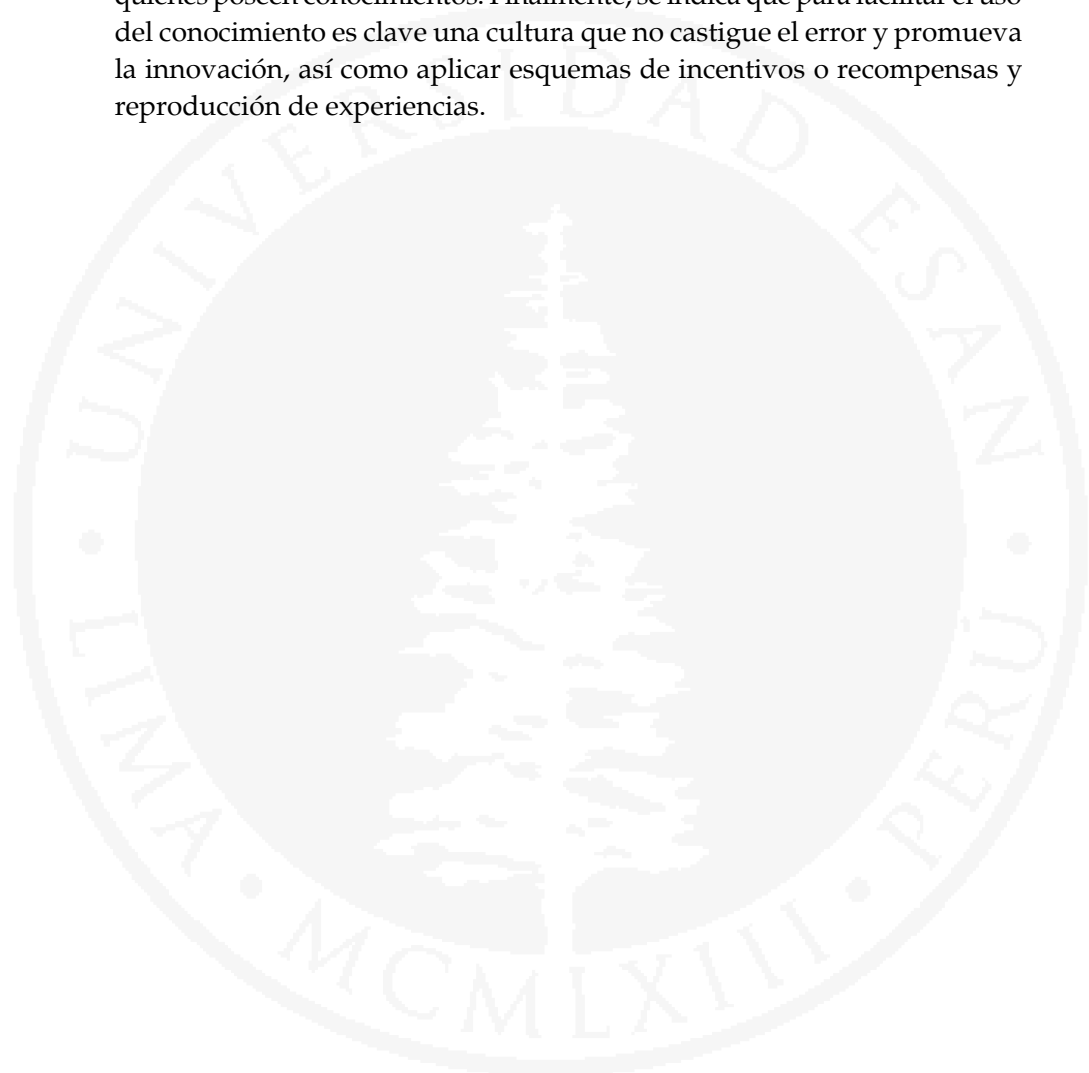 quienes poseen conocimientos. Finalmente, se indica que para facilitar el uso
del conocimiento es clave una cultura que no castigue el error y promueva
la innovación, así como aplicar esquemas de incentivos o recompensas y
reproducción de experiencias.
UNIVERSIDAD ESAN
LIMA • MCMLXIII • PERÚ